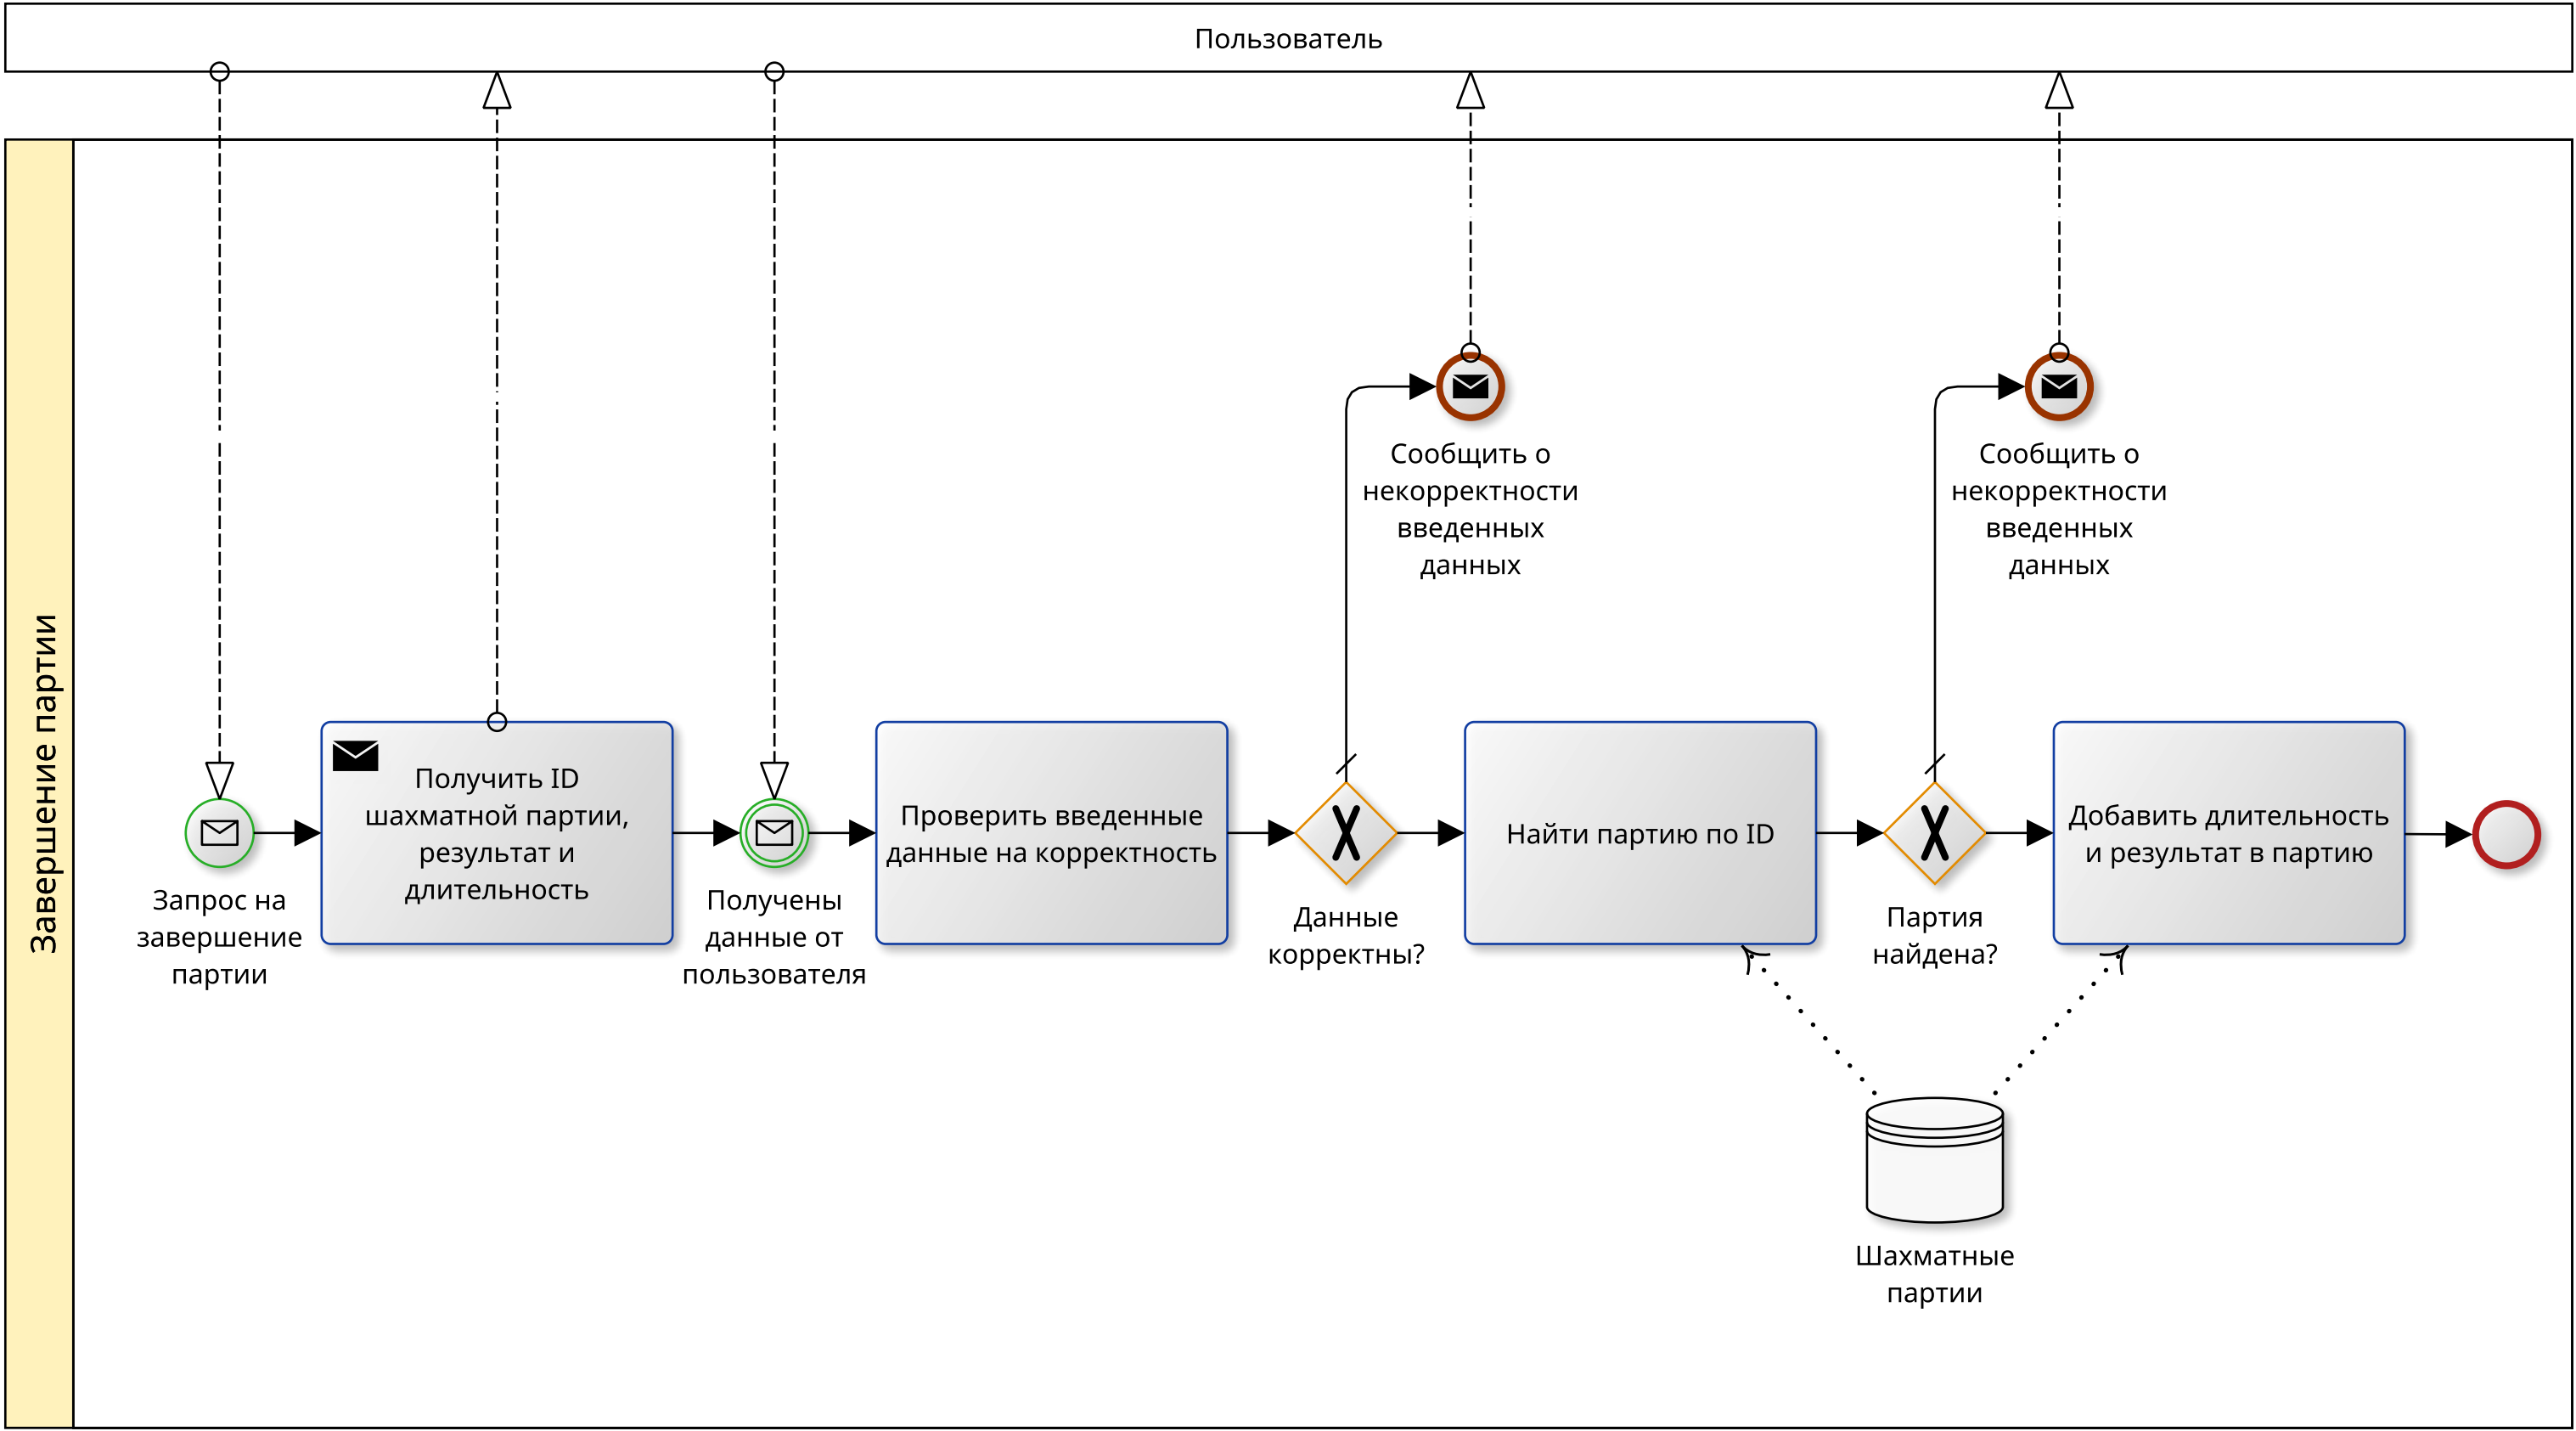 Пользователь
Завершение партии
Запрос на
завершение
партии
Получить ID
шахматной партии,
результат и
длительность
Получены
данные от
пользователя
Проверить введенные
данные на корректность
Данные
корректны?
Сообщить о
некорректности
введенных
данных
Найти партию по ID
Партия
найдена?
Сообщить о
некорректности
введенных
данных
Добавить длительность
и результат в партию
Шахматные
партии